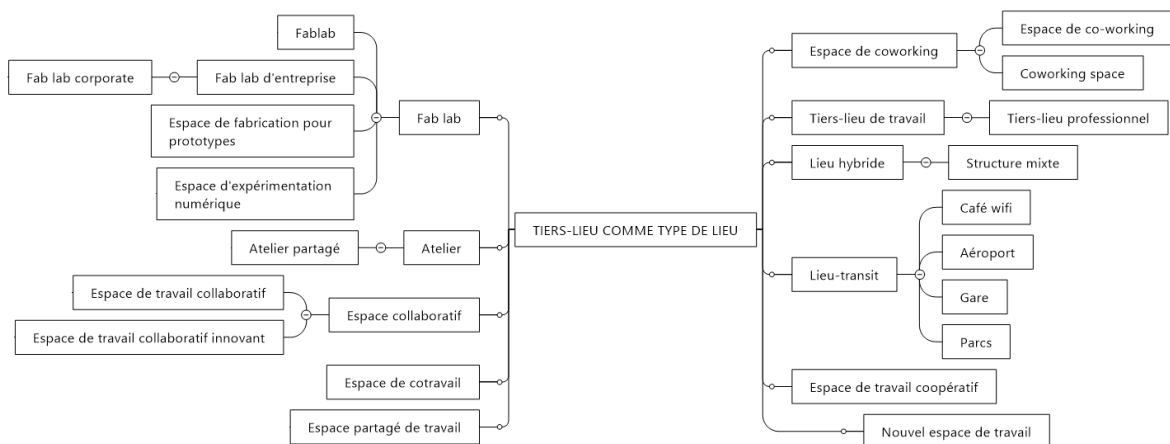 Fablab
Fab lab corporate
Fab lab d'entreprise
Espace de fabrication pour
prototypes
Fab lab
Espace d'expérimentation
numérique
Atelier partagé
Atelier
Espace de travail collaboratif
Espace de travail collaboratif innovant
Espace collaboratif
Espace de cotravail
Espace partagé de travail
TIERS-LIEU COMME TYPE DE LIEU
Espace de coworking
Espace de co-working
Coworking space
Tiers-lieu de travail
Tiers-lieu professionnel
Lieu hybride
Structure mixte
Lieu-transit
Café wifi
Aéroport
Gare
Parcs
Espace de travail coopératif
Nouvel espace de travail